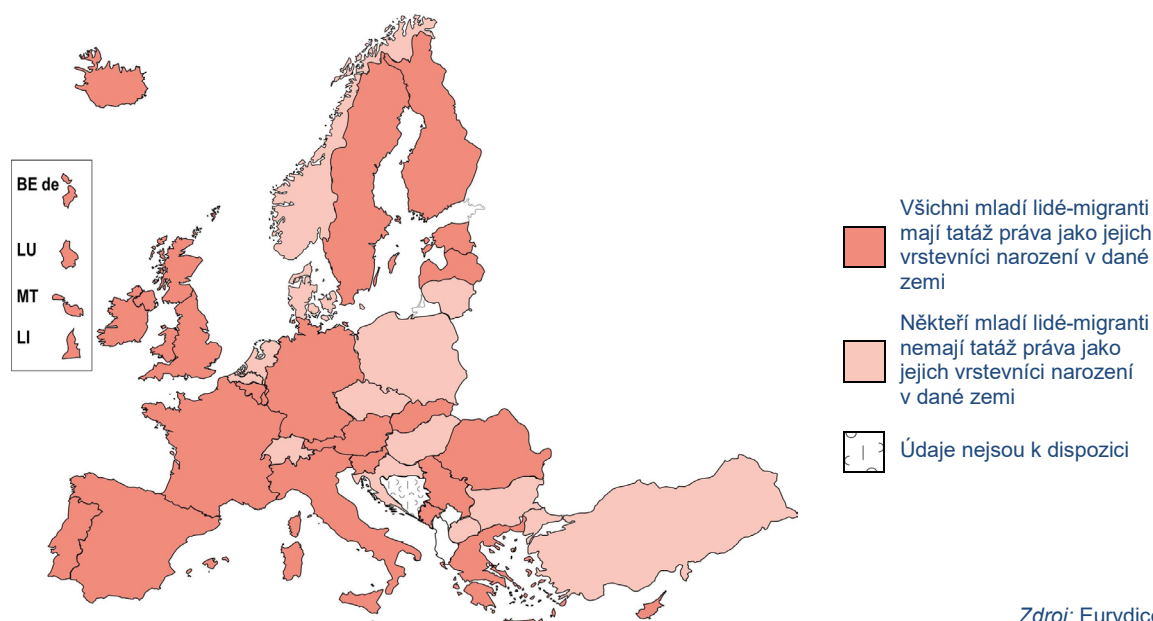 BE de
LU
MT
LI
Všichni mladí lidé-migranti
mají tatáž práva jako jejich
vrstevníci narození v dané
zemi
Někteří mladí lidé-migranti
nemají tatáž práva jako
jejich vrstevníci narození
v dané zemi
Údaje nejsou k dispozici
Zdroj: Eurydice